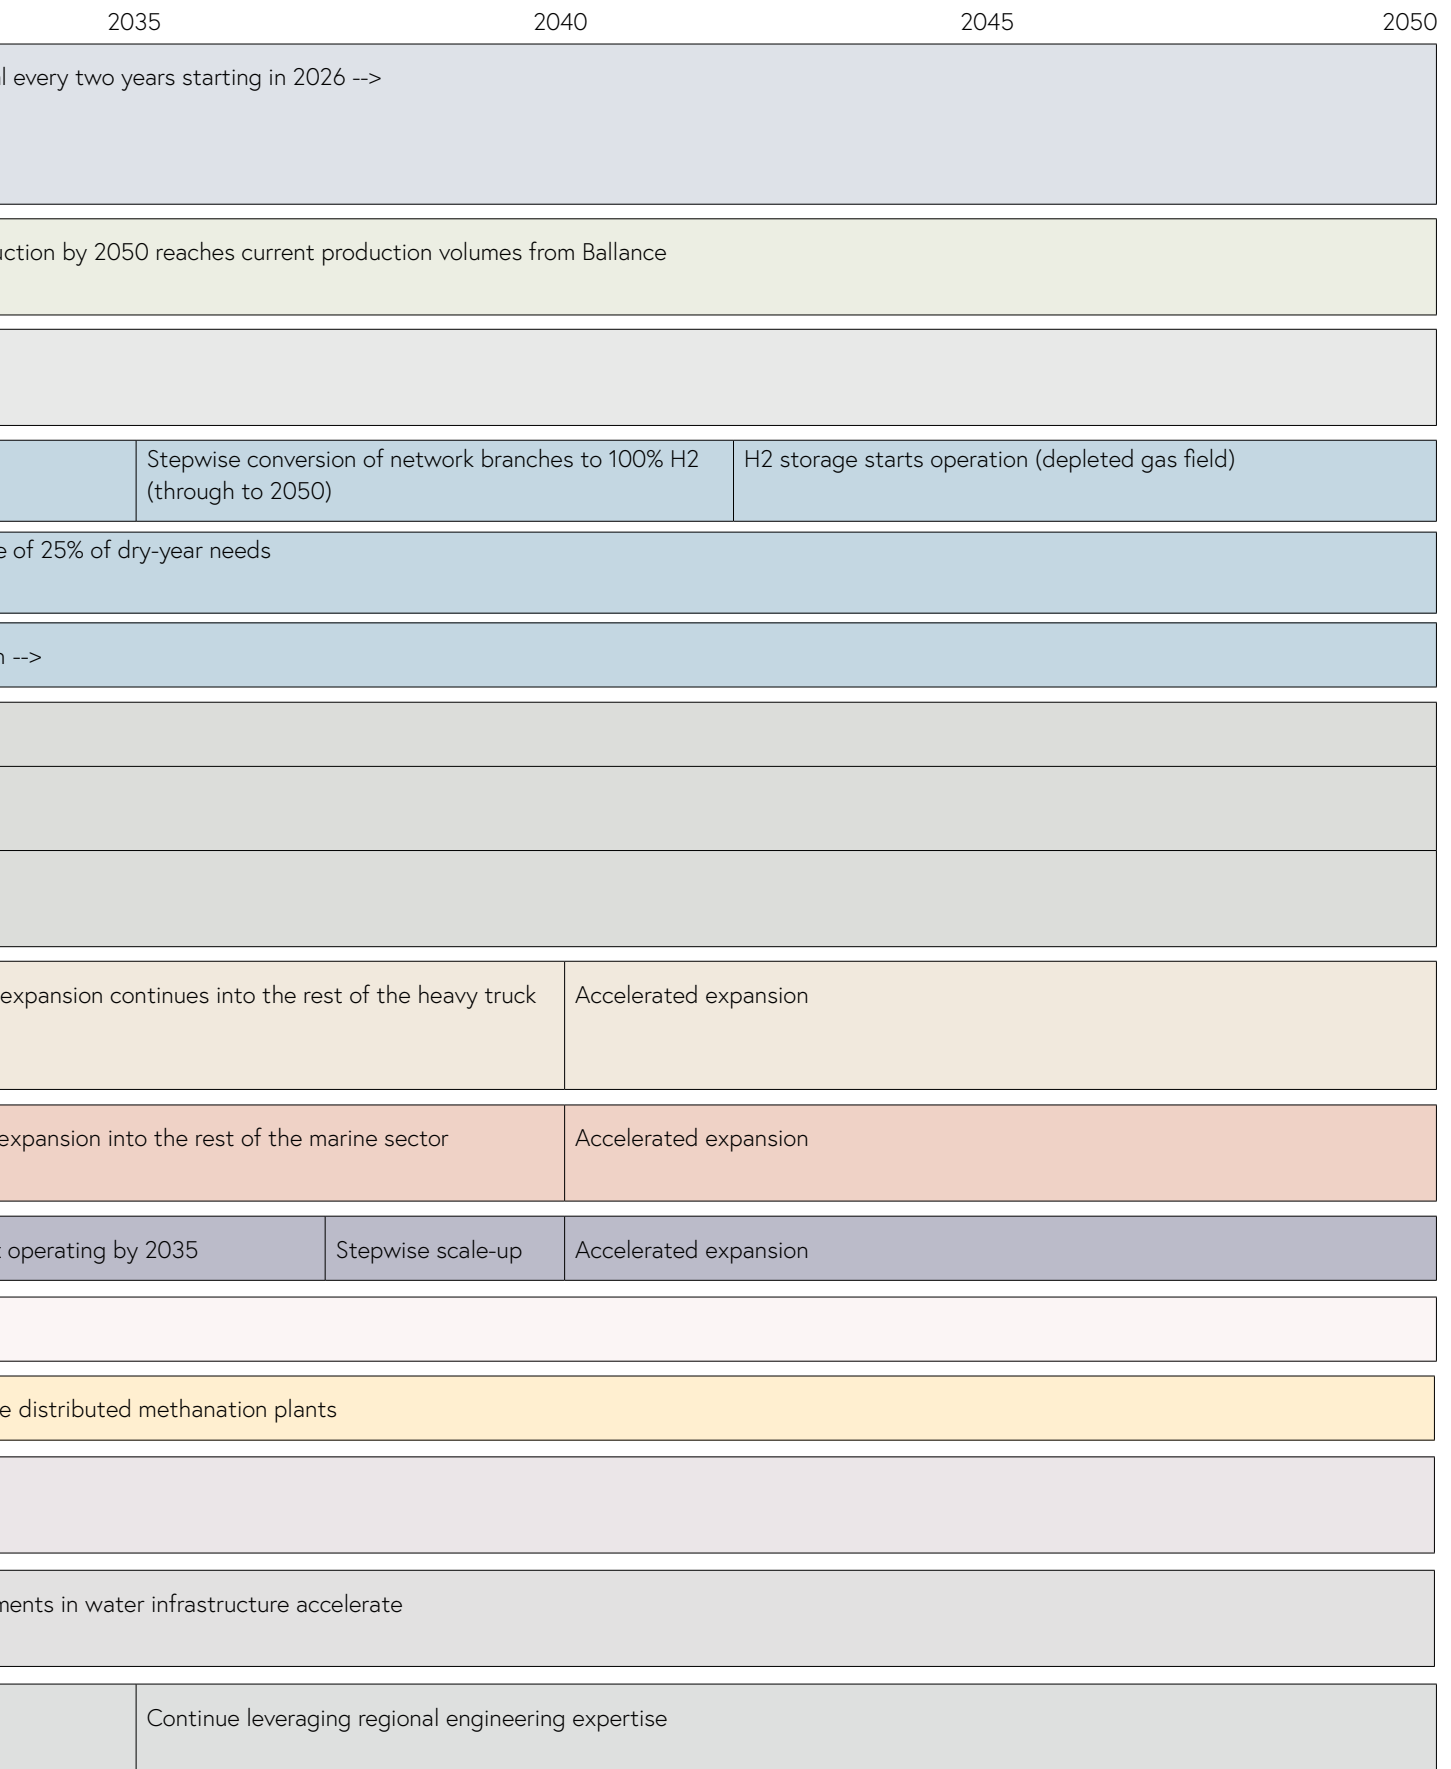 2035 2040 2045 2050
every two years starting in 2026 -->
by 2050 reaches current production volumes from Ballance
Stepwise conversion of network branches to 100% H2
(through to 2050)
H2 storage starts operation (depleted gas field)
of 25% of dry-year needs
-->
expansion continues into the rest of the heavy truck
Accelerated expansion
expansion into the rest of the marine sector
Accelerated expansion
operating by 2035
Stepwise scale-up
Accelerated expansion
distributed methanation plants
in water infrastructure accelerate
Continue leveraging regional engineering expertise